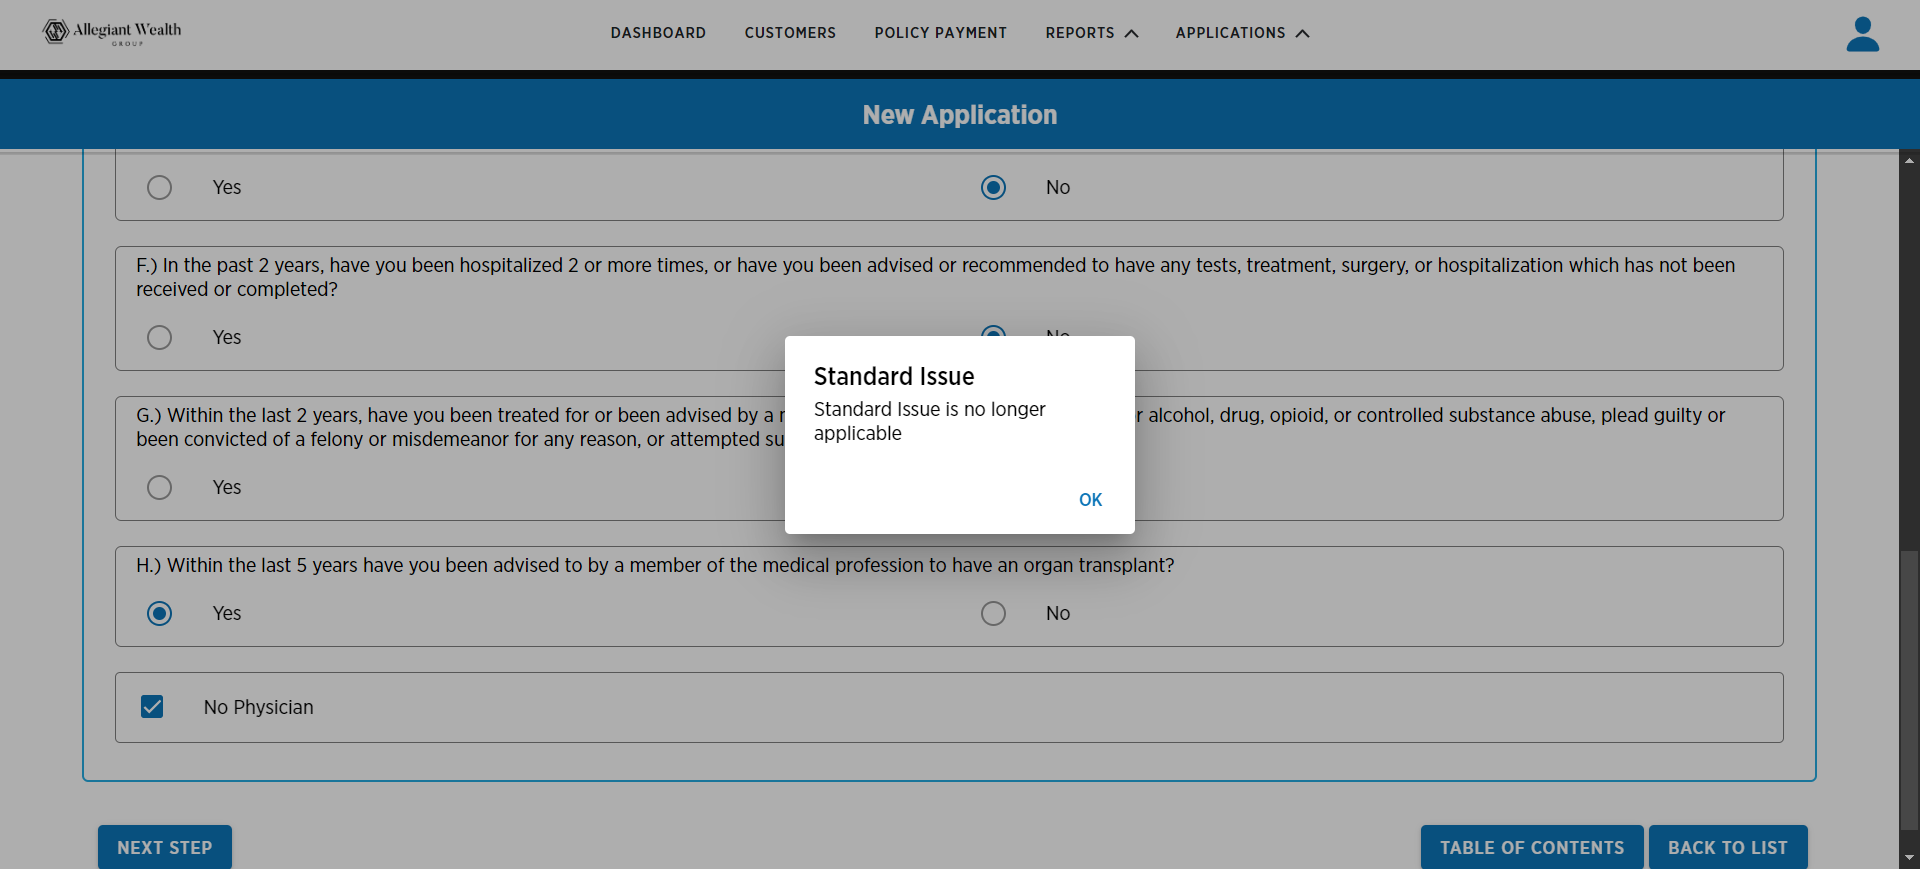 Allegiant Wealth
GROUP
DASHBOARD CUSTOMERS POLICY PAYMENT REPORTS APPLICATIONS
New Application
Yes No
F.) In the past 2 years, have you been hospitalized 2 or more times, or have you been advised or recommended to have any tests, treatment, surgery, or hospitalization which has not been
received or completed?
Yes No
Standard Issue
Standard Issue is no longer
applicable
OK
G.) Within the last 2 years, have you been treated for or been advised by a alcohol, drug, opioid, or controlled substance abuse, plead guilty or
been convicted of a felony or misdemeanor for any reason, or attempted
Yes
H.) Within the last 5 years have you been advised to by a member of the medical profession to have an organ transplant?
Yes No
No Physician
NEXT STEP TABLE OF CONTENTS BACK TO LIST